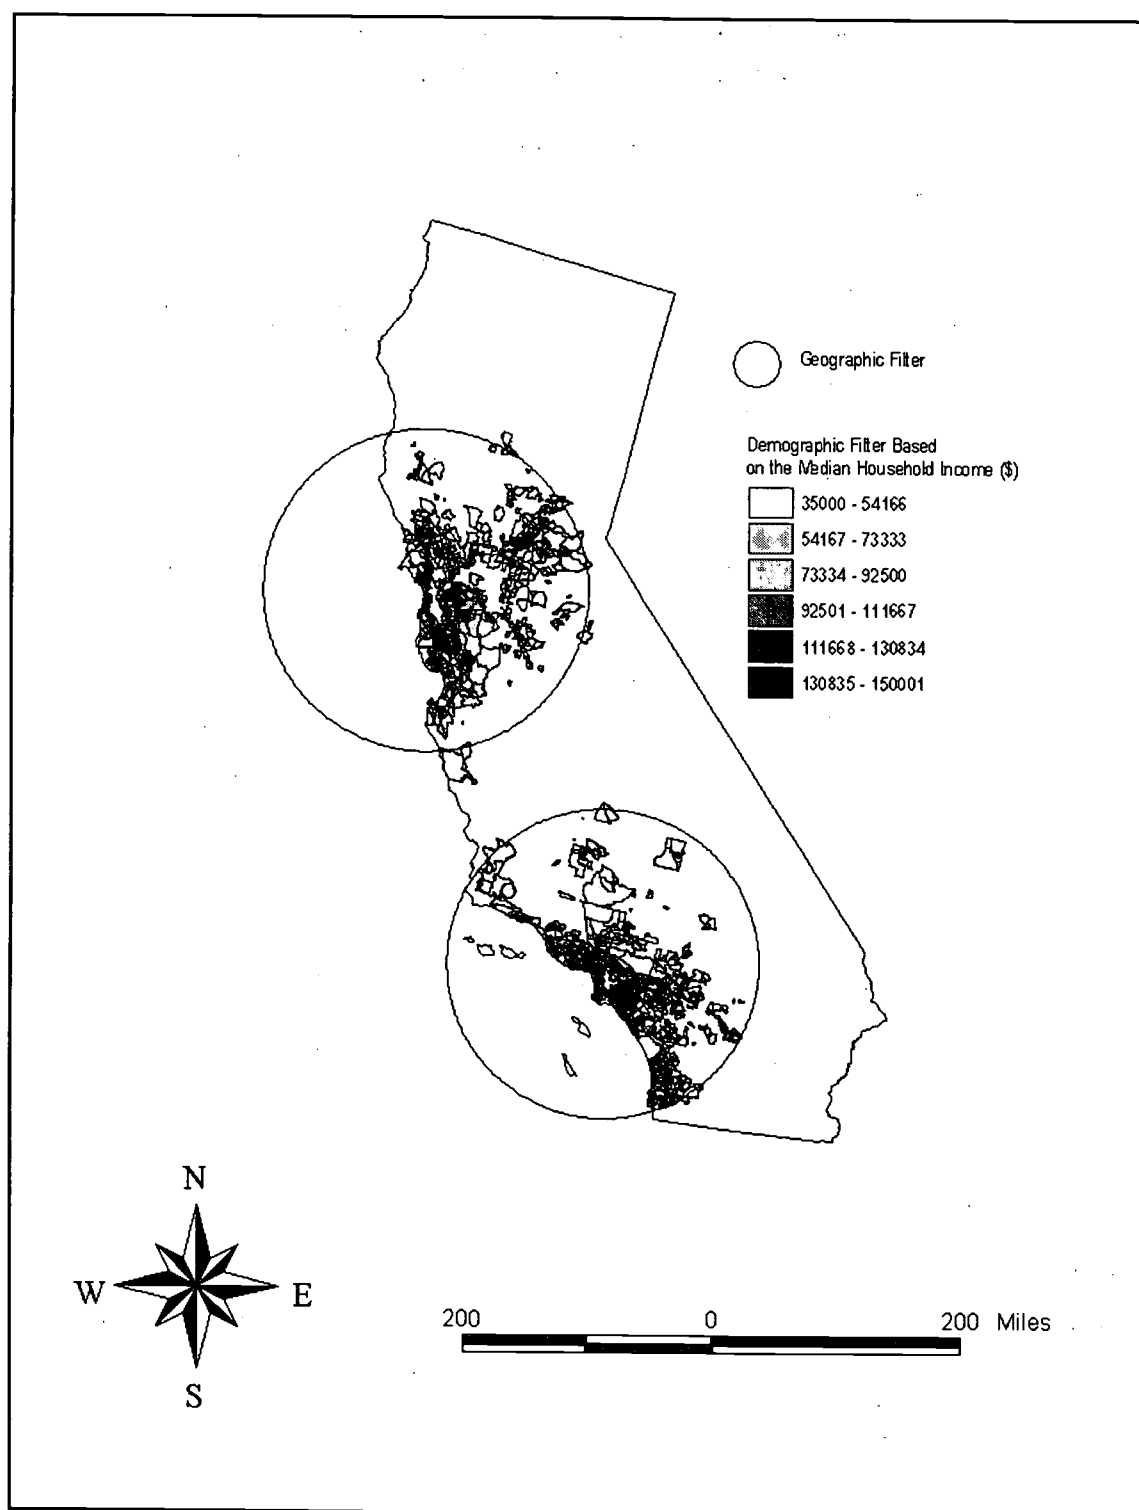 Geographic Filter
Demographic Filter Based
on the Median Household Income ($)
35000 - 54166
54167 - 73333
73334 - 92500
92501 - 111667
111668 - 130834
130835 - 150001
N
W E
S
200 0 200 Miles